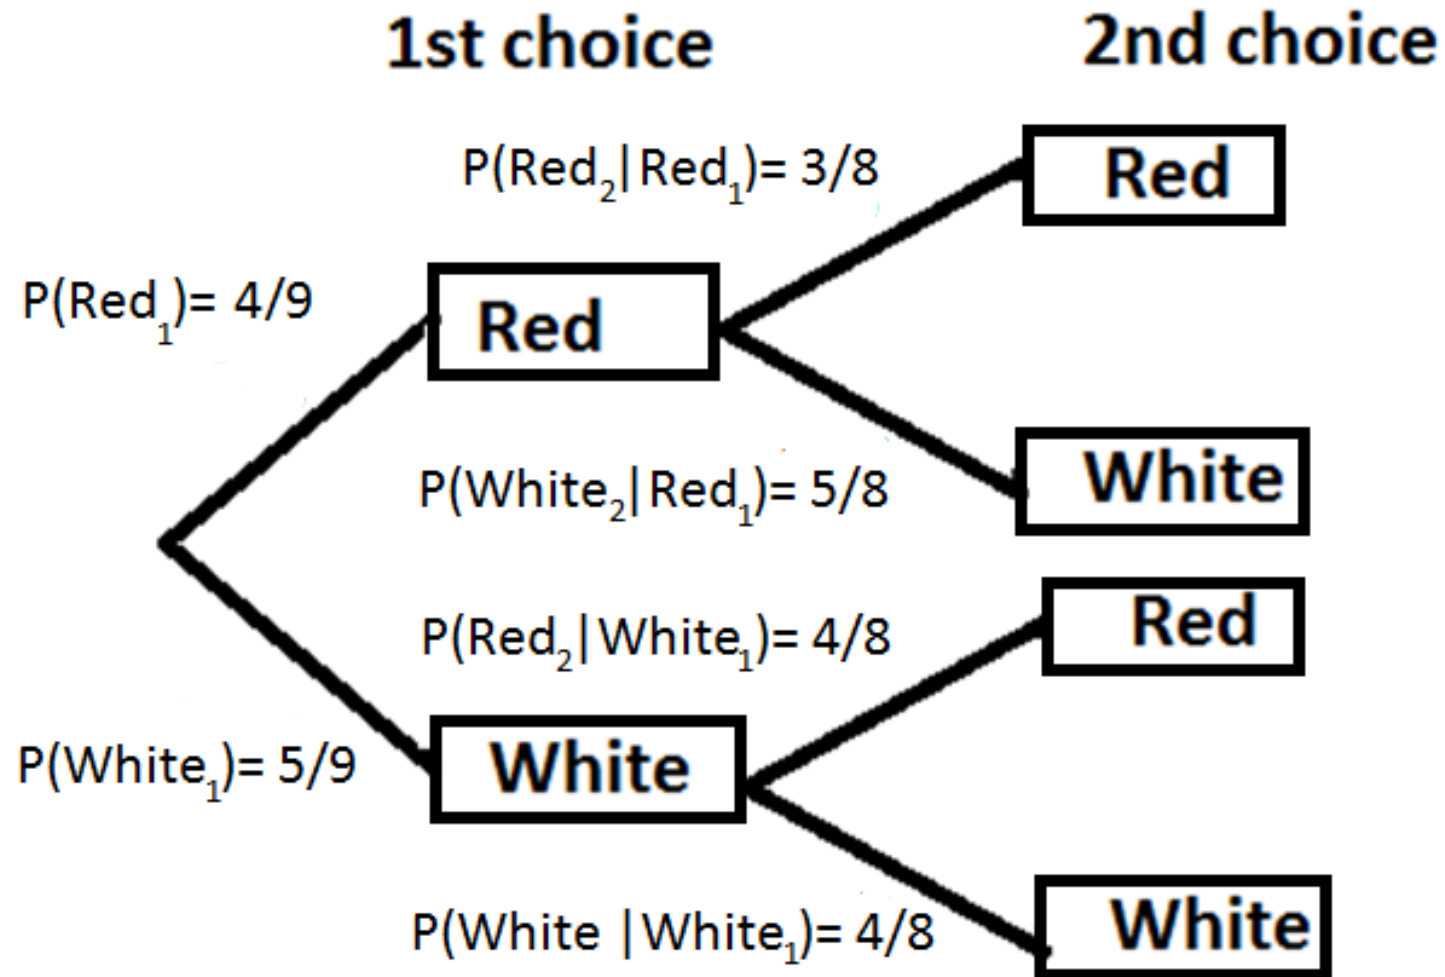 1st choice
2nd choice
P(Red₂|Red₁)= 3/8
Red
P(Red₁)= 4/9
Red
P(White₂|Red₁)= 5/8
White
P(Red₂|White₁)= 4/8
Red
P(White₁)= 5/9
White
P(White |White₁)= 4/8
White